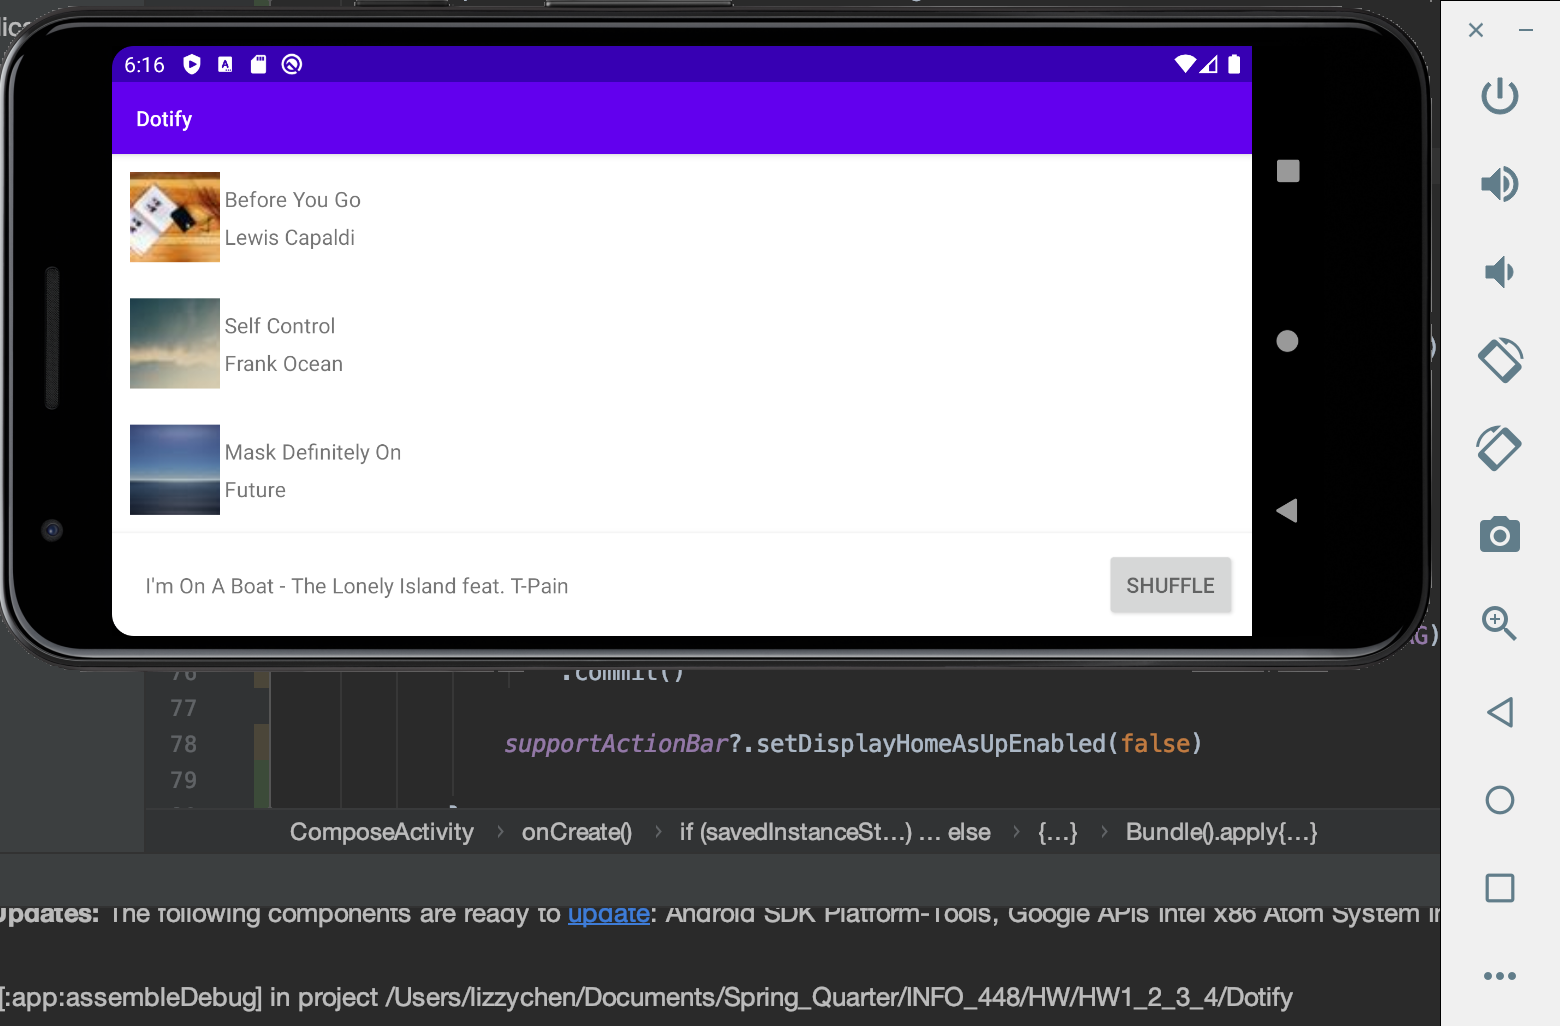 6:16
Dotify
Before You Go
Lewis Capaldi
Self Control
Frank Ocean
Mask Definitely On
Future
I'm On A Boat - The Lonely Island feat. T-Pain
SHUFFLE
G)
76 .commit()
77
78 supportActionBar?.setDisplayHomeAsUpEnabled(false)
79
ComposeActivity › onCreate() › if (savedInstanceSt...) ... else › {...} › Bundle().apply{...}
Updates: The following components are ready to update: Android SDK Platform-Tools, Google APIs Intel x86 Atom System
[:app:assembleDebug] in project /Users/lizzychen/Documents/Spring_Quarter/INFO_448/HW/HW1_2_3_4/Dotify